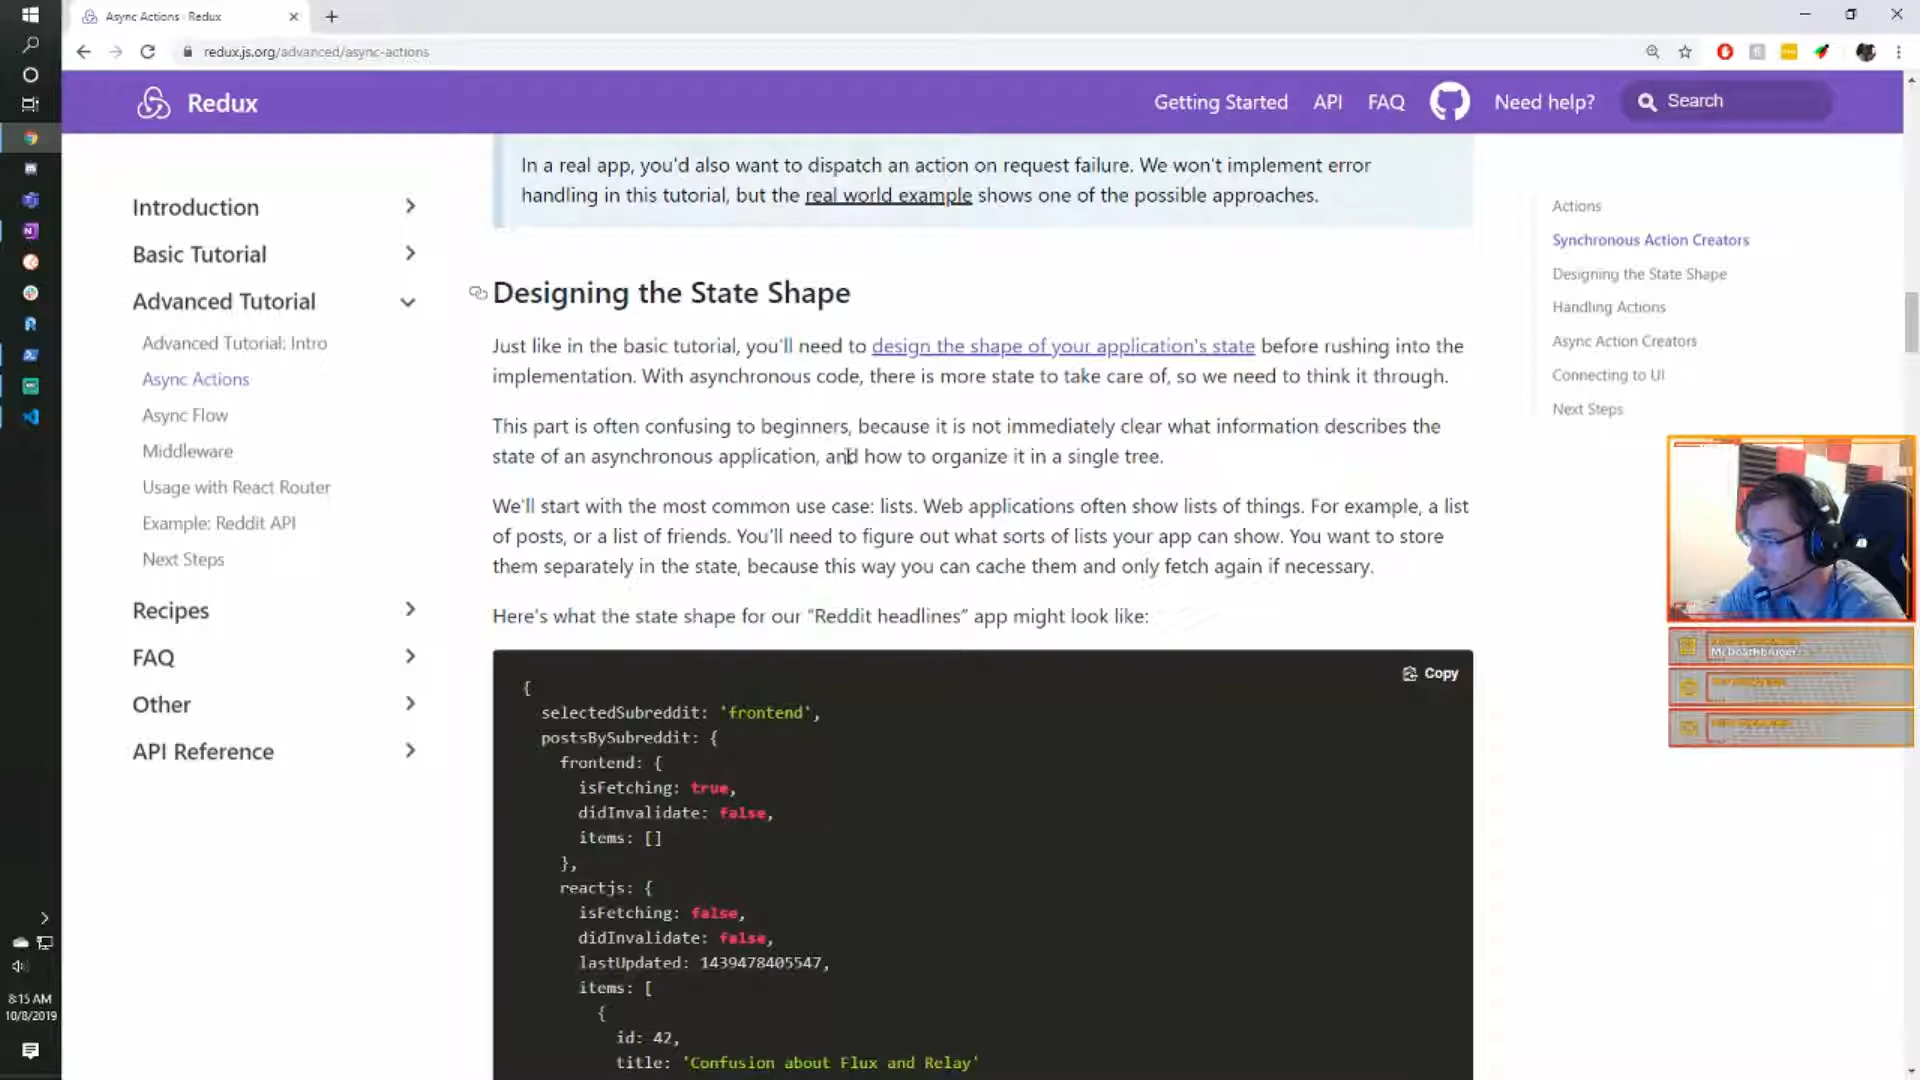 Async Actions · Redux
redux.js.org/advanced/async-actions
Redux
Getting Started
API
FAQ
Need help?
Search
Introduction
Basic Tutorial
Advanced Tutorial
Advanced Tutorial: Intro
Async Actions
Async Flow
Middleware
Usage with React Router
Example: Reddit API
Next Steps
Recipes
FAQ
Other
API Reference
In a real app, you'd also want to dispatch an action on request failure. We won't implement error
handling in this tutorial, but the real world example shows one of the possible approaches.
Designing the State Shape
Just like in the basic tutorial, you'll need to design the shape of your application's state before rushing into the
implementation. With asynchronous code, there is more state to take care of, so we need to think it through.
This part is often confusing to beginners, because it is not immediately clear what information describes the
state of an asynchronous application, and how to organize it in a single tree.
We'll start with the most common use case: lists. Web applications often show lists of things. For example, a list
of posts, or a list of friends. You'll need to figure out what sorts of lists your app can show. You want to store
them separately in the state, because this way you can cache them and only fetch again if necessary.
Here's what the state shape for our “Reddit headlines” app might look like:
Copy
{
selectedSubreddit: 'frontend',
postsBySubreddit: {
frontend: {
isFetching: true,
didInvalidate: false,
items: []
},
reactjs: {
isFetching: false,
didInvalidate: false,
lastUpdated: 1439478405547,
items: [
{
id: 42,
title: 'Confusion about Flux and Relay'
Actions
Synchronous Action Creators
Designing the State Shape
Handling Actions
Async Action Creators
Connecting to UI
Next Steps
8:15 AM
10/8/2019